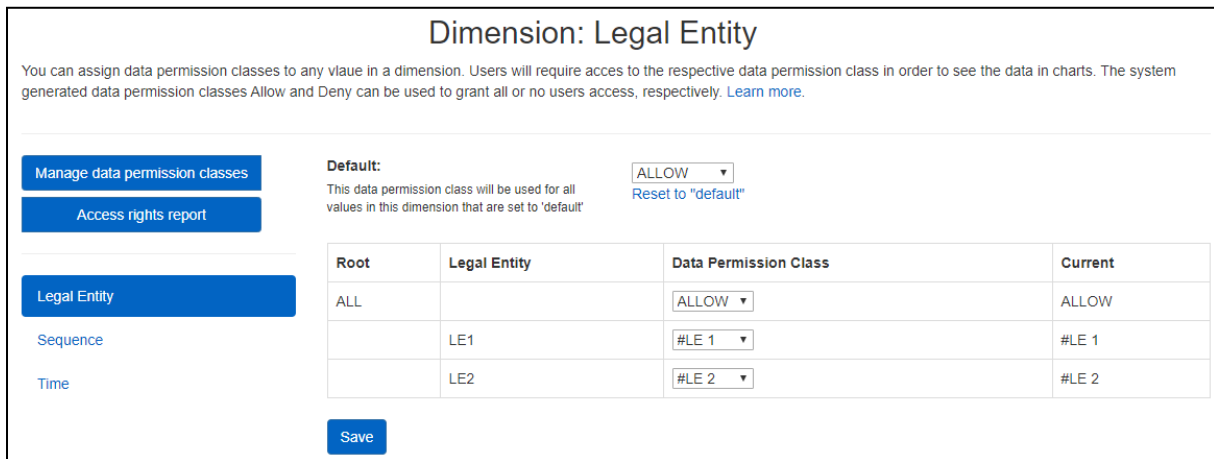 Dimension: Legal Entity
You can assign data permission classes to any vlaue in a dimension. Users will require acces to the respective data permission class in order to see the data in charts. The system
generated data permission classes Allow and Deny can be used to grant all or no users access, respectively. Learn more.
Manage data permission classes
Access rights report
Legal Entity
Sequence
Time
Default:
This data permission class will be used for all
values in this dimension that are set to 'default'
ALLOW
Reset to "default"
Root Legal Entity Data Permission Class Current
ALL ALLOW ALLOW
LE1 #LE 1 #LE 1
LE2 #LE 2 #LE 2
Save